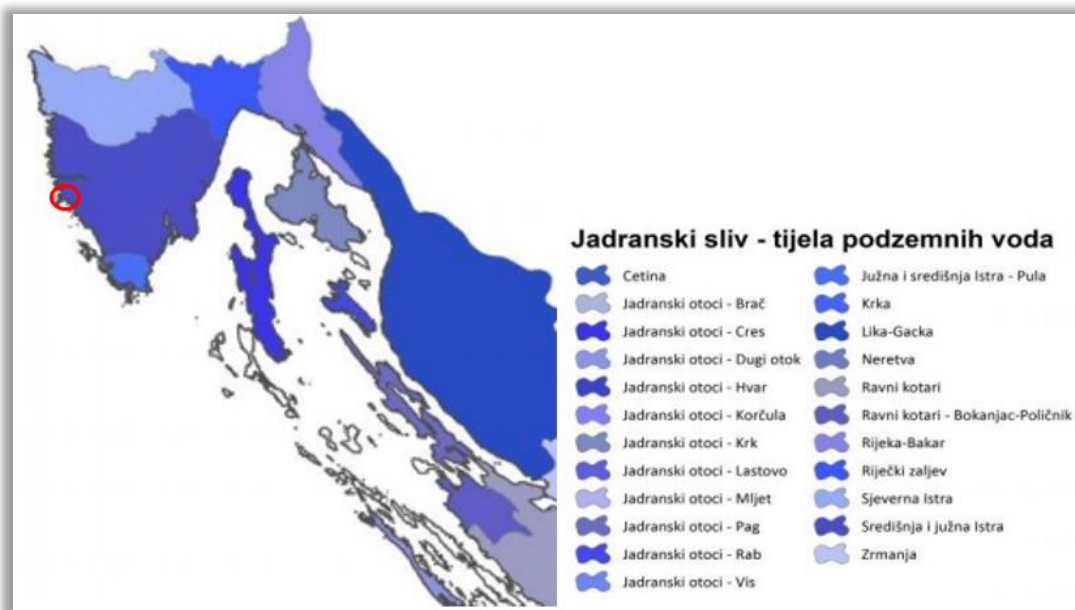 Jadranski sliv - tijela podzemnih voda
Cetina
Jadranski otoci - Brač
Jadranski otoci - Cres
Jadranski otoci - Dugi otok
Jadranski otoci - Hvar
Jadranski otoci - Korčula
Jadranski otoci - Krk
Jadranski otoci - Lastovo
Jadranski otoci - Mljet
Jadranski otoci - Pag
Jadranski otoci - Rab
Jadranski otoci - Vis
Južna i središnja Istra - Pula
Krka
Lika-Gacka
Neretva
Ravni kotari
Ravni kotari - Bokanjac-Poličnik
Rijeka-Bakar
Riječki zaljev
Sjeverna Istra
Središnja i južna Istra
Zrmanja